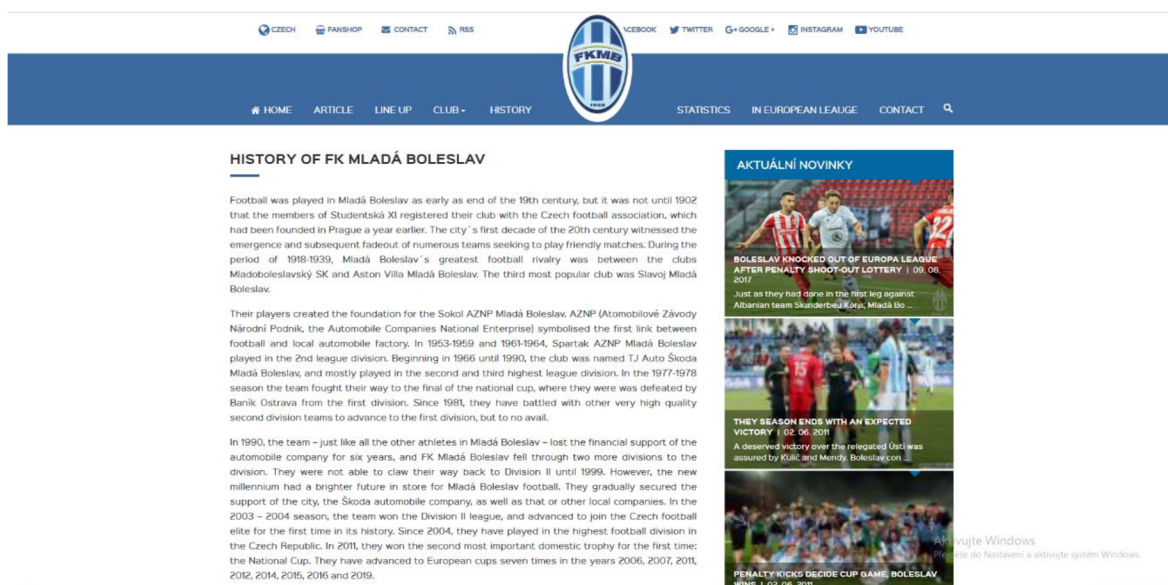 CZECH FANSHOP CONTACT RSS
ACEBOOK TWITTER G+ GOOGLE + INSTAGRAM YOUTUBE
FKMB
1902
HOME ARTICLE LINE UP CLUB HISTORY
STATISTICS IN EUROPEAN LEAUGE CONTACT
HISTORY OF FK MLADÁ BOLESLAV
Football was played in Mladá Boleslav as early as end of the 19th century, but it was not until 1902
that the members of Studentská XI registered their club with the Czech football association, which
had been founded in Prague a year earlier. The city´s first decade of the 20th century witnessed the
emergence and subsequent fadeout of numerous teams seeking to play friendly matches. During the
period of 1918-1939, Mladá Boleslav´s greatest football rivalry was between the clubs
Mladoboleslavský SK and Aston Villa Mladá Boleslav. The third most popular club was Slavoj Mladá
Boleslav.
Their players created the foundation for the Sokol AZNP Mladá Boleslav. AZNP (Atomobilové Závody
Národní Podnik, the Automobile Companies National Enterprise) symbolised the first link between
football and local automobile factory. In 1953-1959 and 1961-1964, Spartak AZNP Mladá Boleslav
played in the 2nd league division. Beginning in 1966 until 1990, the club was named TJ Auto Škoda
Mladá Boleslav, and mostly played in the second and third highest league division. In the 1977-1978
season the team fought their way to the final of the national cup, where they were was defeated by
Baník Ostrava from the first division. Since 1981, they have battled with other very high quality
second division teams to advance to the first division, but to no avail.
In 1990, the team – just like all the other athletes in Mladá Boleslav – lost the financial support of the
automobile company for six years, and FK Mladá Boleslav fell through two more divisions to the
division. They were not able to claw their way back to Division II until 1999. However, the new
millennium had a brighter future in store for Mladá Boleslav football. They gradually secured the
support of the city, the Škoda automobile company, as well as that or other local companies. In the
2003 – 2004 season, the team won the Division II league, and advanced to join the Czech football
elite for the first time in its history. Since 2004, they have played in the highest football division in
the Czech Republic. In 2011, they won the second most important domestic trophy for the first time:
the National Cup. They have advanced to European cups seven times in the years 2006, 2007, 2011,
2012, 2014, 2015, 2016 and 2019.
AKTUÁLNÍ NOVINKY
22
BOLESLAV KNOCKED OUT OF EUROPA LEAGUE
AFTER PENALTY SHOOT-OUT LOTTERY | 09. 08.
2017
Just as they had done in the first leg against
Albanian team Skanderbeu Korçi, Mladá Bo ...
15
THEY SEASON ENDS WITH AN EXPECTED
VICTORY | 02. 06. 2011
A deserved victory over the relegated Ústí was
assured by Kulič and Mendy. Boleslav con ...
PENALTY KICKS DECIDE CUP GAME, BOLESLAV
WINS | 02. 06. 2011
Aktivujte Windows
Přejděte do Nastavení a aktivujte systém Windows.